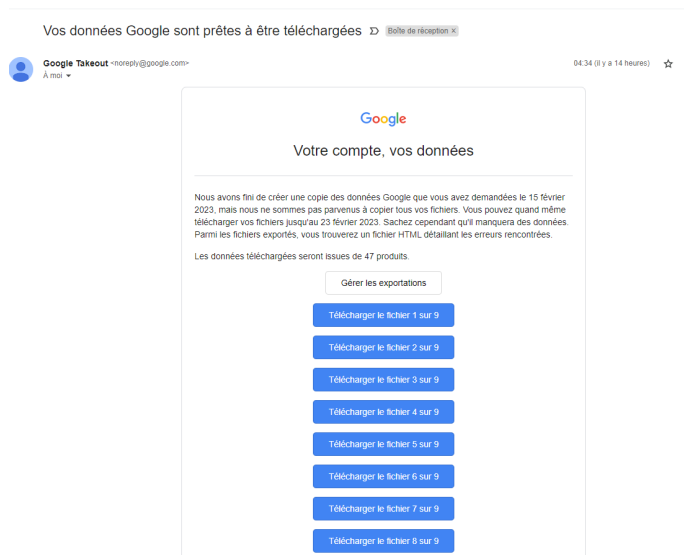 Vos données Google sont prêtes à être téléchargées Boîte de réception ×
Google Takeout <noreply@google.com> 04:34 (il y a 14 heures)
À moi
Google
Votre compte, vos données
Nous avons fini de créer une copie des données Google que vous avez demandées le 15 février
2023, mais nous ne sommes pas parvenus à copier tous vos fichiers. Vous pouvez quand même
télécharger vos fichiers jusqu'au 23 février 2023. Sachez cependant qu'il manquera des données.
Parmi les fichiers exportés, vous trouverez un fichier HTML détaillant les erreurs rencontrées.
Les données téléchargées seront issues de 47 produits.
Gérer les exportations
Télécharger le fichier 1 sur 9
Télécharger le fichier 2 sur 9
Télécharger le fichier 3 sur 9
Télécharger le fichier 4 sur 9
Télécharger le fichier 5 sur 9
Télécharger le fichier 6 sur 9
Télécharger le fichier 7 sur 9
Télécharger le fichier 8 sur 9